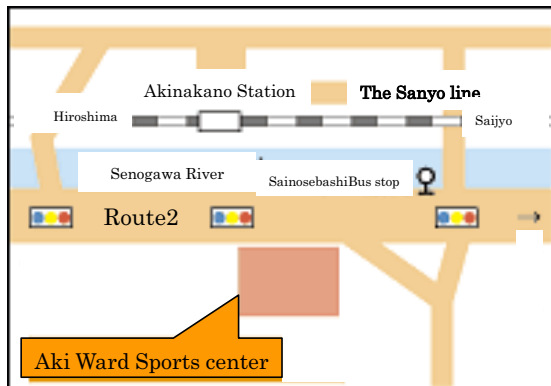 Akinakano Station
The Sanyo line
Hiroshima
Saijyo
Senogawa River
SainosebashiBus stop
Route2
Aki Ward Sports center